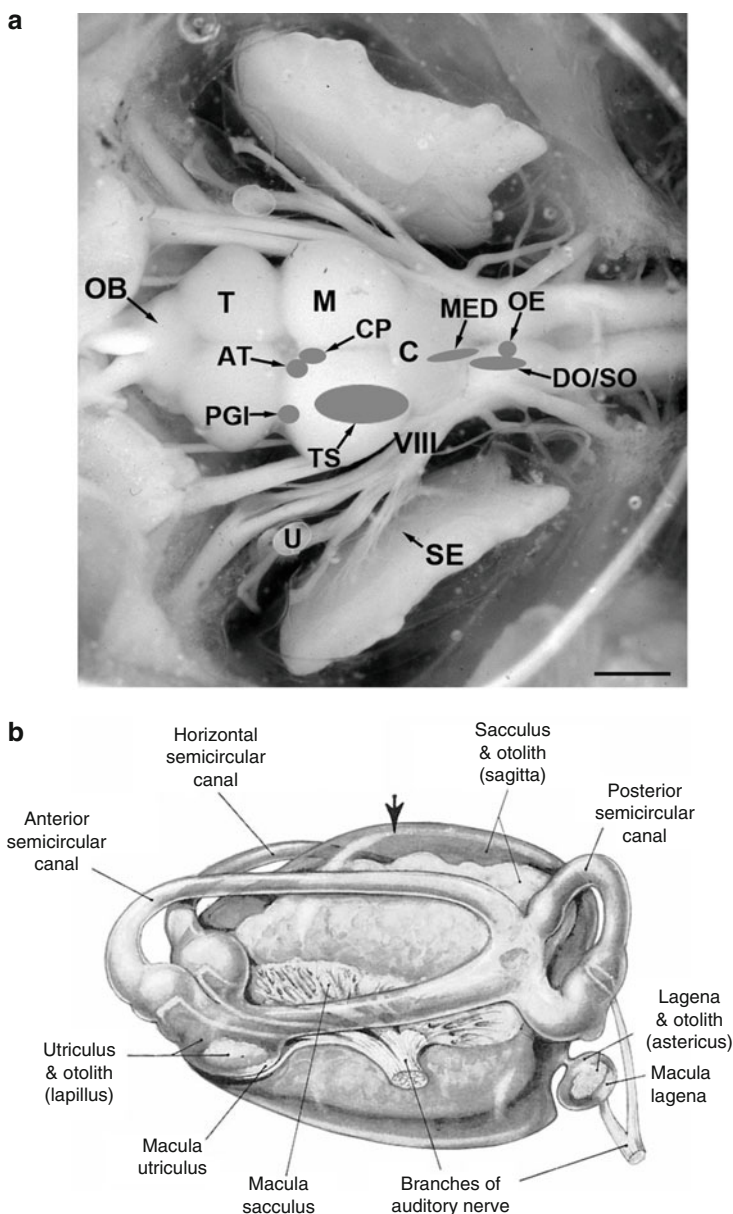 a
OB
T
M
CP
AT
C
MED
OE
DO/SO
PGI
TS
VIII
U
SE
b
Horizontal
semicircular
canal
Sacculus
& otolith
(sagitta)
Anterior
semicircular
canal
Posterior
semicircular
canal
Utriculus
& otolith
(lapillus)
Lagena
& otolith
(astericus)
Macula
lagena
Macula
utriculus
Macula
sacculus
Branches of
auditory nerve